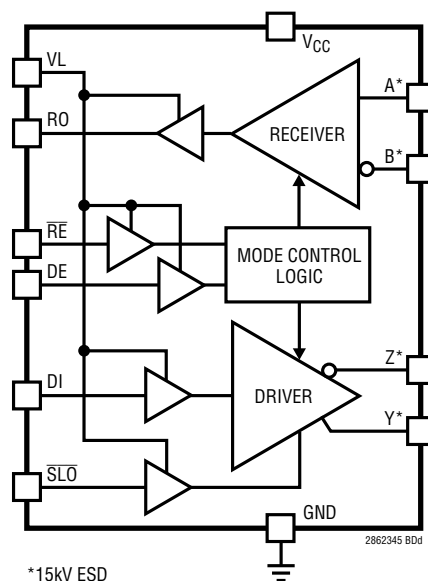 VCC
VL
A*
RO
RECEIVER
B*
RE
MODE CONTROL
LOGIC
DE
Z*
DI
DRIVER
Y*
SLO
GND
2862345 BDd
*15kV ESD